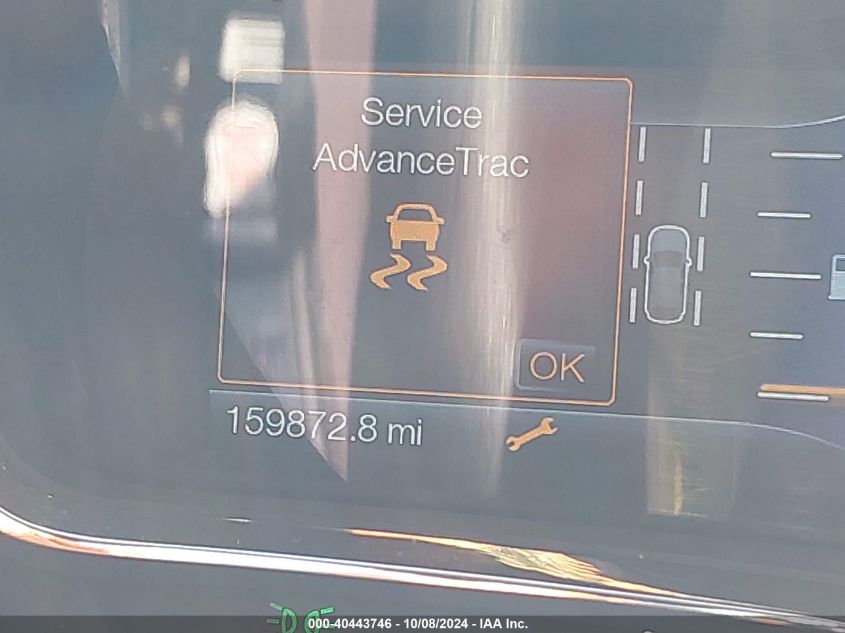 Service
AdvanceTrac
OK
159872.8 mi
000-40443746 - 10/08/2024 - IAA Inc.